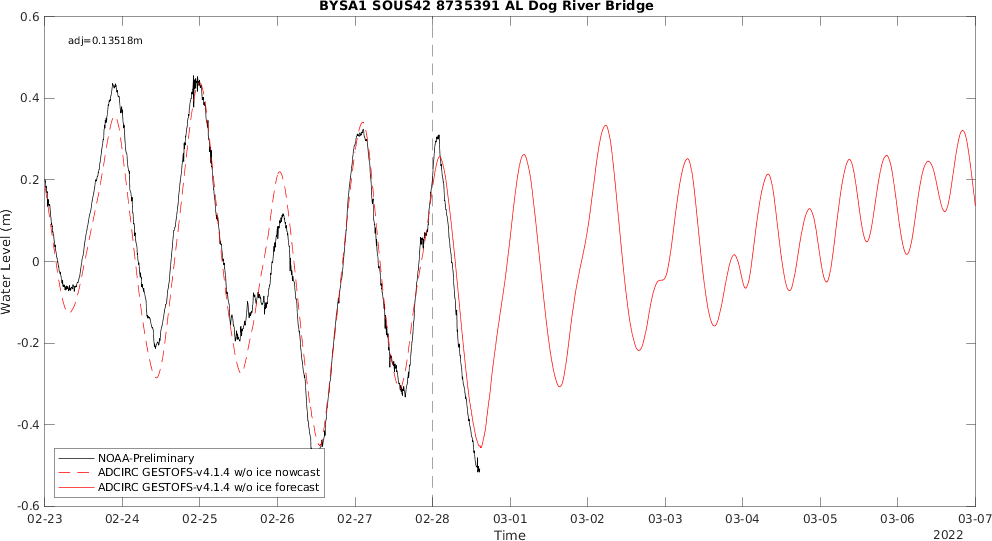 BYSA1 SOUS42 8735391 AL Dog River Bridge
adj=0.13518m
0.6
0.4
0.2
0
-0.2
-0.4
-0.6
Water Level (m)
NOAA-Preliminary
ADCIRC GESTOFS-v4.1.4 w/o ice nowcast
ADCIRC GESTOFS-v4.1.4 w/o ice forecast
02-23 02-24 02-25 02-26 02-27 02-28 03-01 03-02 03-03 03-04 03-05 03-06 03-07
Time
2022